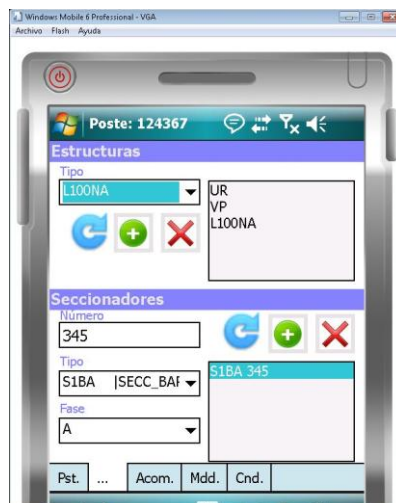 Windows Mobile 6 Professional - VGA
Archivo Flash Ayuda
Poste: 124367
Estructuras
Tipo
L100NA
UR
VP
L100NA
Seccionadores
Número
345
Tipo
S1BA |SECC_BAF
S1BA 345
Fase
A
Pst. ... Acom. Mdd. Cnd.